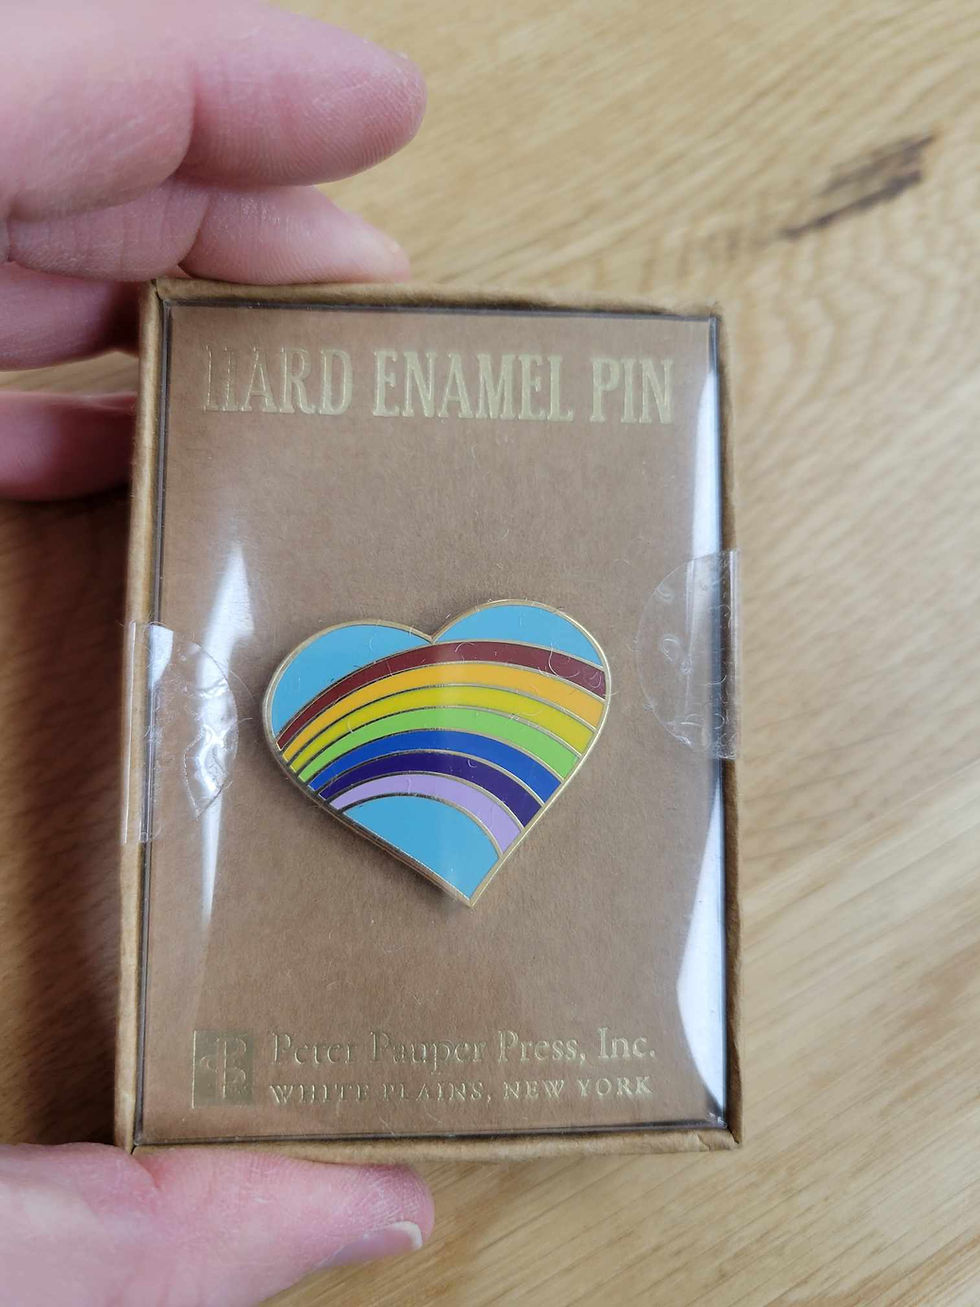 HARD ENAMEL PIN
Peter Pauper Press, Inc.
WHITE PLAINS, NEW YORK